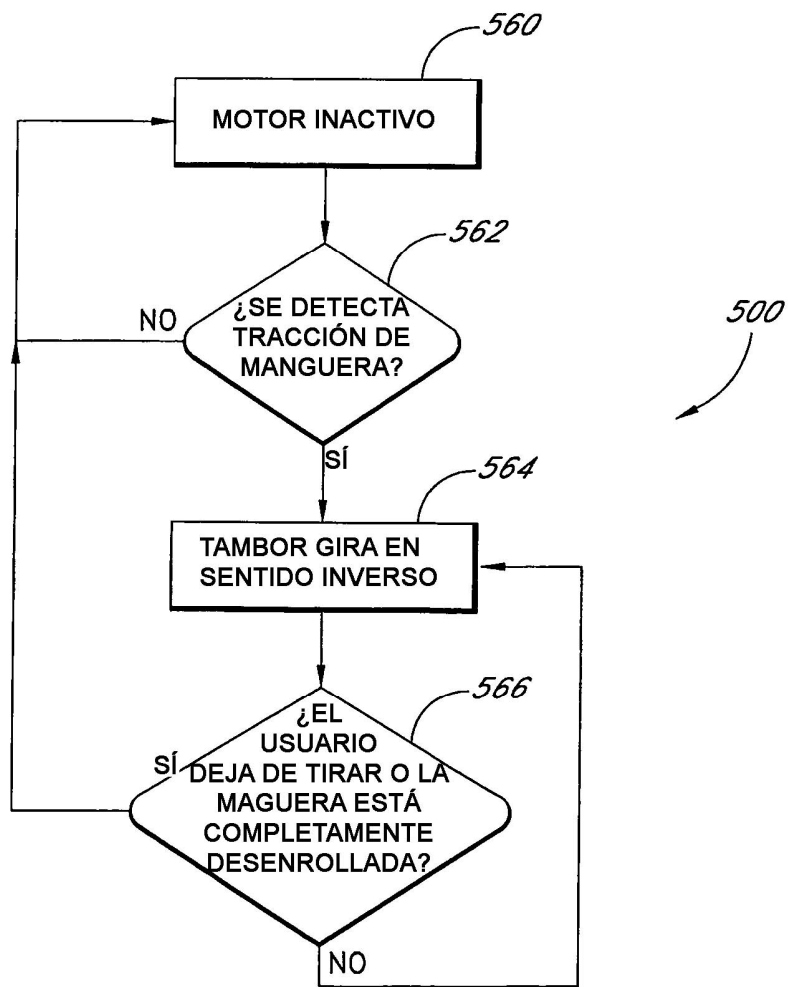 560
MOTOR INACTIVO
562
¿SE DETECTA
TRACCIÓN DE
MANGUERA?
NO
500
SÍ
564
TAMBOR GIRA EN
SENTIDO INVERSO
566
¿EL
USUARIO
SÍ
DEJA DE TIRAR O LA
MAGUERA ESTÁ
COMPLETAMENTE
DESENROLLADA?
NO